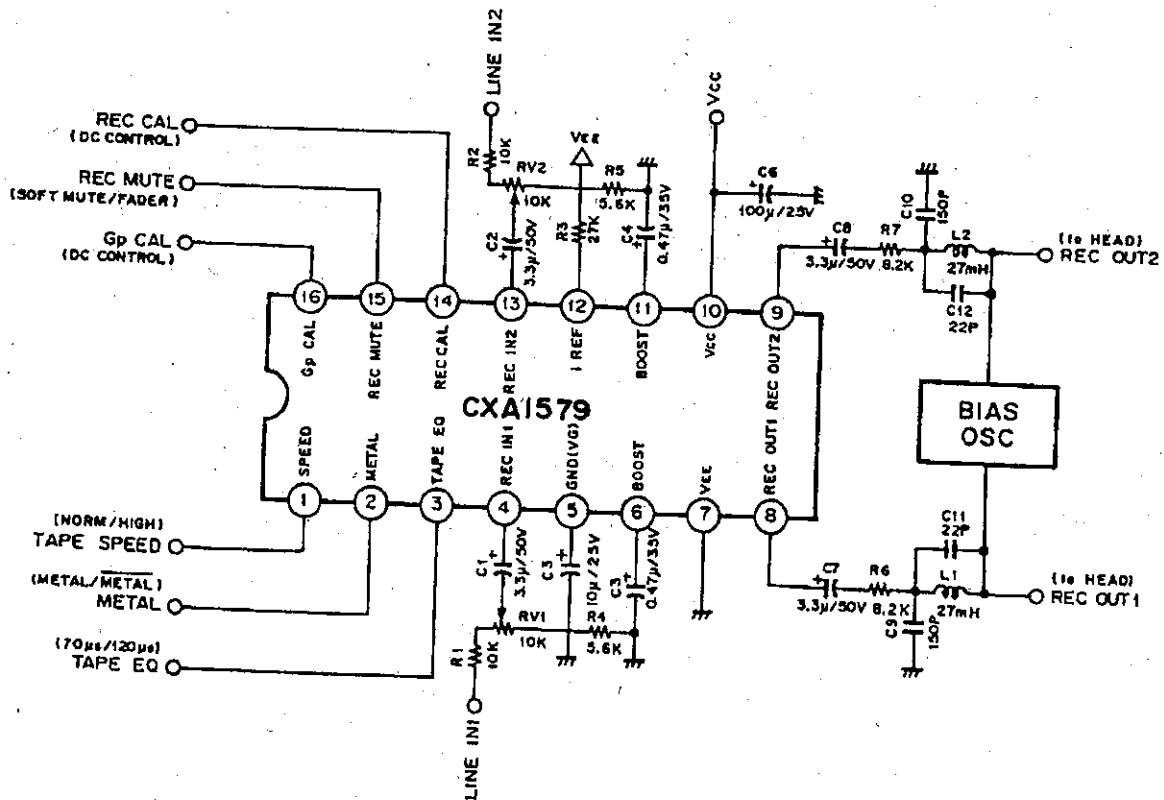 LINE IN2
REC CAL
(DC CONTROL)
REC MUTE
(SOFT MUTE/FADER)
Gp CAL
(DC CONTROL)
R2
10K
RV2
10K
C2
3.3μ/50V
VEE
R3
27K
R5
5.6K
C4
0.47μ/35V
VCC
C6
100μ/25V
C8
3.3μ/50V
R7
8.2K
C10
150P
L2
27mH
C12
22P
(to HEAD)
REC OUT2
16
15
14
13
12
11
10
9
Gp CAL
REC MUTE
REC CAL
REC IN2
I REF
BOOST
VCC
REC OUT2
CXA1579
BIAS
OSC
SPEED
METAL
TAPE EQ
REC IN1
GND(VG)
BOOST
VEE
REC OUT1
1
2
3
4
5
6
7
8
(NORM/HIGH)
TAPE SPEED
(METAL/M̅E̅T̅A̅L̅)
METAL
(70μs/120μs)
TAPE EQ
C1
3.3μ/50V
C3
10μ/25V
C3
0.47μ/35V
RV1
10K
R4
5.6K
R1
10K
LINE IN1
C7
3.3μ/50V
R6
8.2K
C9
150P
C11
22P
L1
27mH
(to HEAD)
REC OUT1